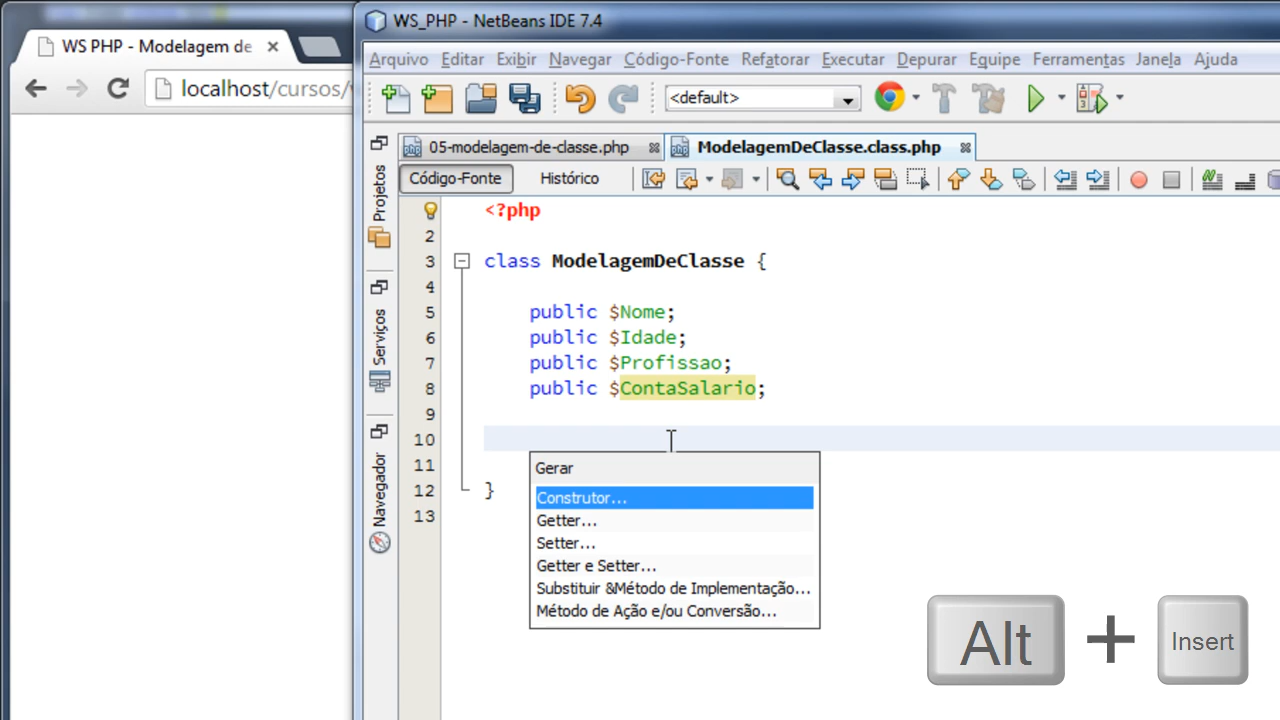 WS_PHP - NetBeans IDE 7.4
WS PHP - Modelagem de
localhost/cursos/
Arquivo Editar Exibir Navegar Código-Fonte Refatorar Executar Depurar Equipe Ferramentas Janela Ajuda
<default>
05-modelagem-de-classe.php
ModelagemDeClasse.class.php
Código-Fonte
Histórico
Projetos
Serviços
Navegador
<?php
2
3 class ModelagemDeClasse {
4
5 public $Nome;
6 public $Idade;
7 public $Profissao;
8 public $ContaSalario;
9
10
11
12 }
13
Gerar
Construtor...
Getter...
Setter...
Getter e Setter...
Substituir &Método de Implementação...
Método de Ação e/ou Conversão...
Alt + Insert